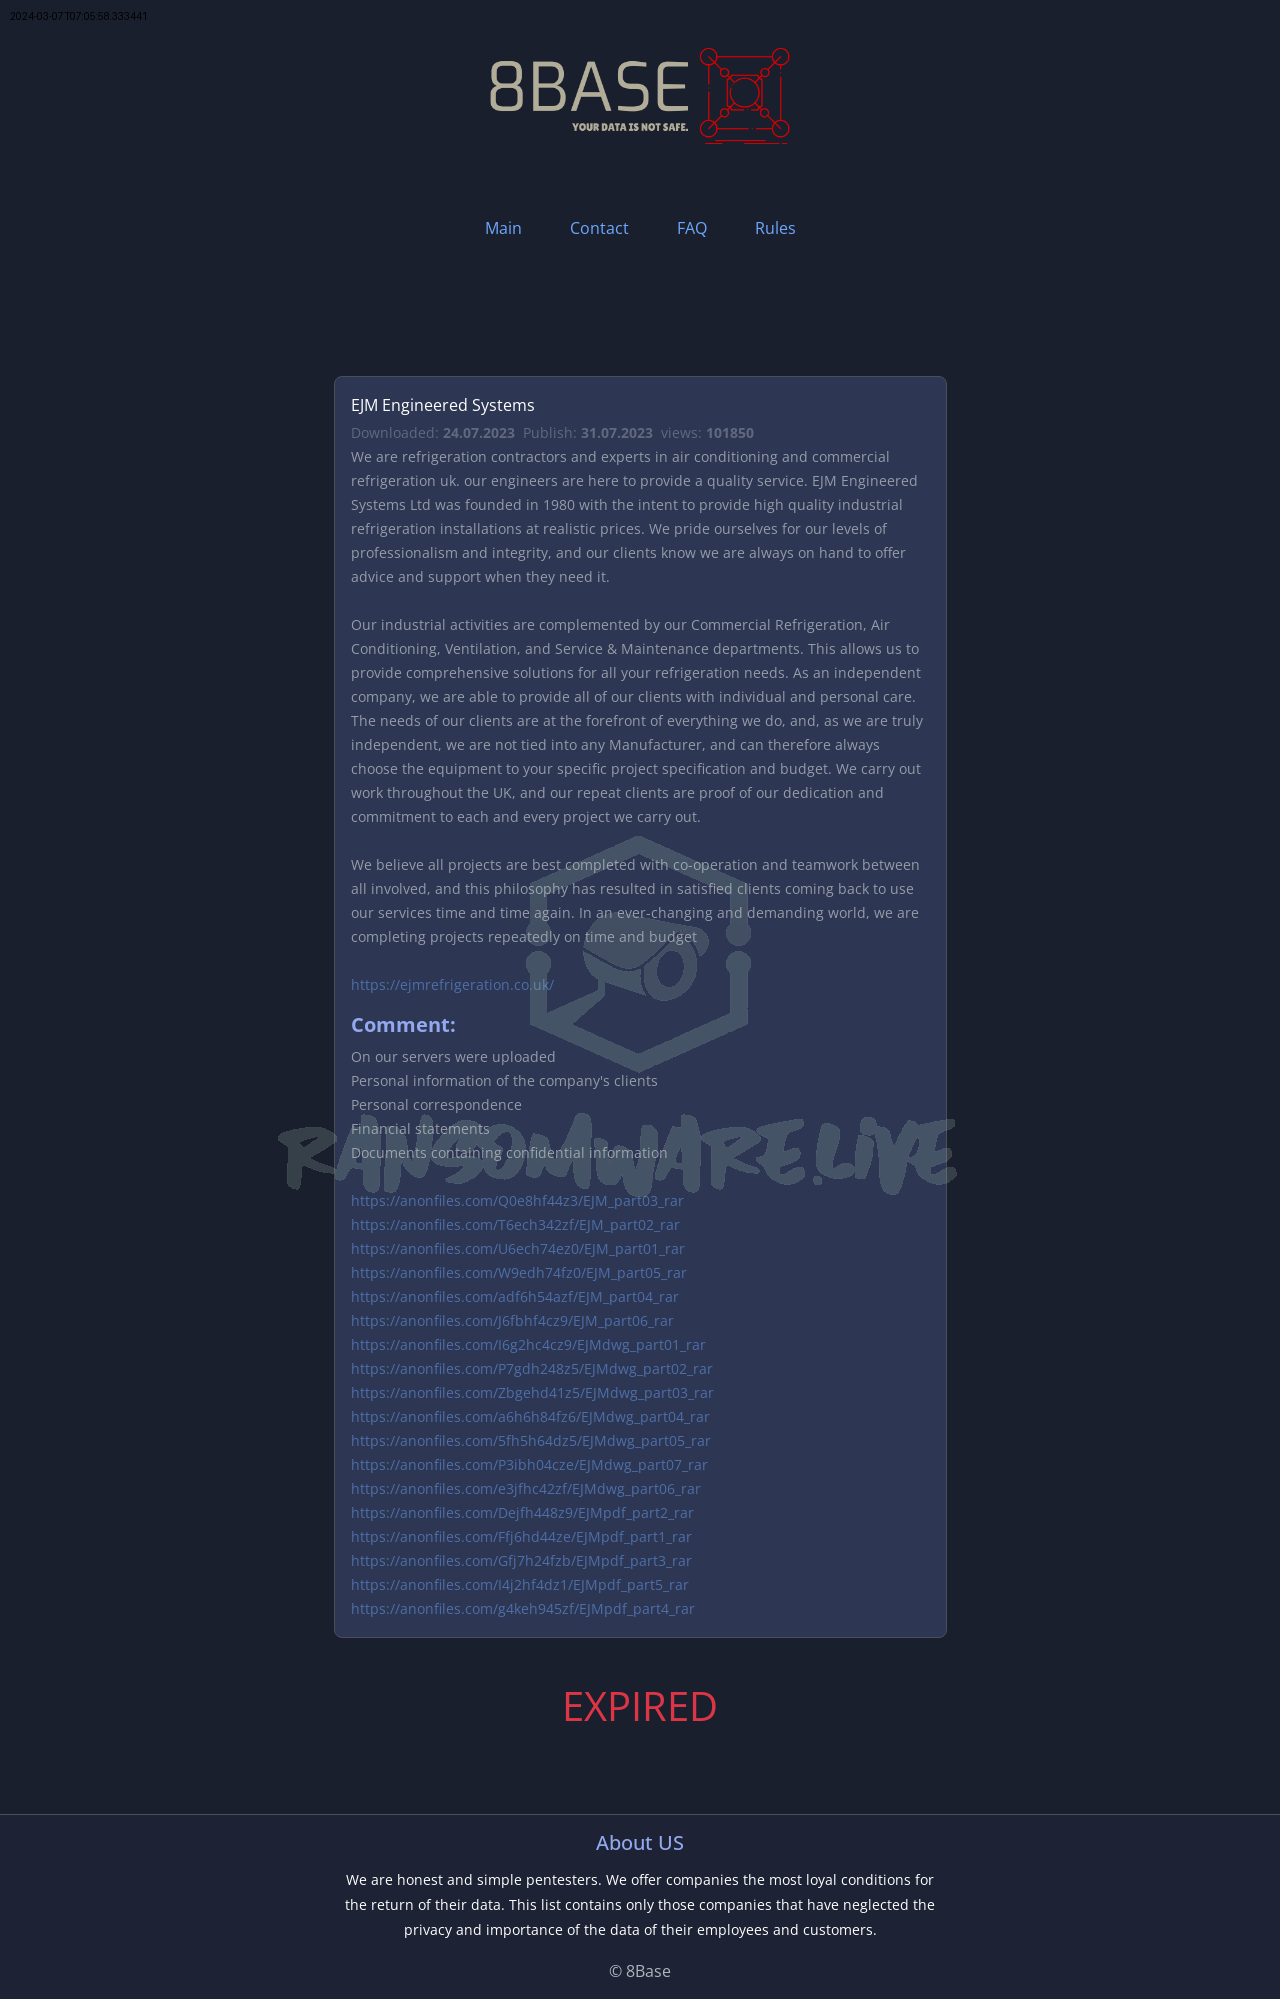 2024-03-07T07:05:58.333441
8BASE
YOUR DATA IS NOT SAFE.
Main Contact FAQ Rules
EJM Engineered Systems
Downloaded: 24.07.2023 Publish: 31.07.2023 views: 101850
We are refrigeration contractors and experts in air conditioning and commercial
refrigeration uk. our engineers are here to provide a quality service. EJM Engineered
Systems Ltd was founded in 1980 with the intent to provide high quality industrial
refrigeration installations at realistic prices. We pride ourselves for our levels of
professionalism and integrity, and our clients know we are always on hand to offer
advice and support when they need it.
Our industrial activities are complemented by our Commercial Refrigeration, Air
Conditioning, Ventilation, and Service & Maintenance departments. This allows us to
provide comprehensive solutions for all your refrigeration needs. As an independent
company, we are able to provide all of our clients with individual and personal care.
The needs of our clients are at the forefront of everything we do, and, as we are truly
independent, we are not tied into any Manufacturer, and can therefore always
choose the equipment to your specific project specification and budget. We carry out
work throughout the UK, and our repeat clients are proof of our dedication and
commitment to each and every project we carry out.
We believe all projects are best completed with co-operation and teamwork between
all involved, and this philosophy has resulted in satisfied clients coming back to use
our services time and time again. In an ever-changing and demanding world, we are
completing projects repeatedly on time and budget
https://ejmrefrigeration.co.uk/
Comment:
On our servers were uploaded
Personal information of the company's clients
Personal correspondence
Financial statements
Documents containing confidential information
RANSOMWARE.LIVE
https://anonfiles.com/Q0e8hf44z3/EJM_part03_rar
https://anonfiles.com/T6ech342zf/EJM_part02_rar
https://anonfiles.com/U6ech74ez0/EJM_part01_rar
https://anonfiles.com/W9edh74fz0/EJM_part05_rar
https://anonfiles.com/adf6h54azf/EJM_part04_rar
https://anonfiles.com/J6fbhf4cz9/EJM_part06_rar
https://anonfiles.com/I6g2hc4cz9/EJMdwg_part01_rar
https://anonfiles.com/P7gdh248z5/EJMdwg_part02_rar
https://anonfiles.com/Zbgehd41z5/EJMdwg_part03_rar
https://anonfiles.com/a6h6h84fz6/EJMdwg_part04_rar
https://anonfiles.com/5fh5h64dz5/EJMdwg_part05_rar
https://anonfiles.com/P3ibh04cze/EJMdwg_part07_rar
https://anonfiles.com/e3jfhc42zf/EJMdwg_part06_rar
https://anonfiles.com/Dejfh448z9/EJMpdf_part2_rar
https://anonfiles.com/Ffj6hd44ze/EJMpdf_part1_rar
https://anonfiles.com/Gfj7h24fzb/EJMpdf_part3_rar
https://anonfiles.com/I4j2hf4dz1/EJMpdf_part5_rar
https://anonfiles.com/g4keh945zf/EJMpdf_part4_rar
EXPIRED
About US
We are honest and simple pentesters. We offer companies the most loyal conditions for
the return of their data. This list contains only those companies that have neglected the
privacy and importance of the data of their employees and customers.
© 8Base